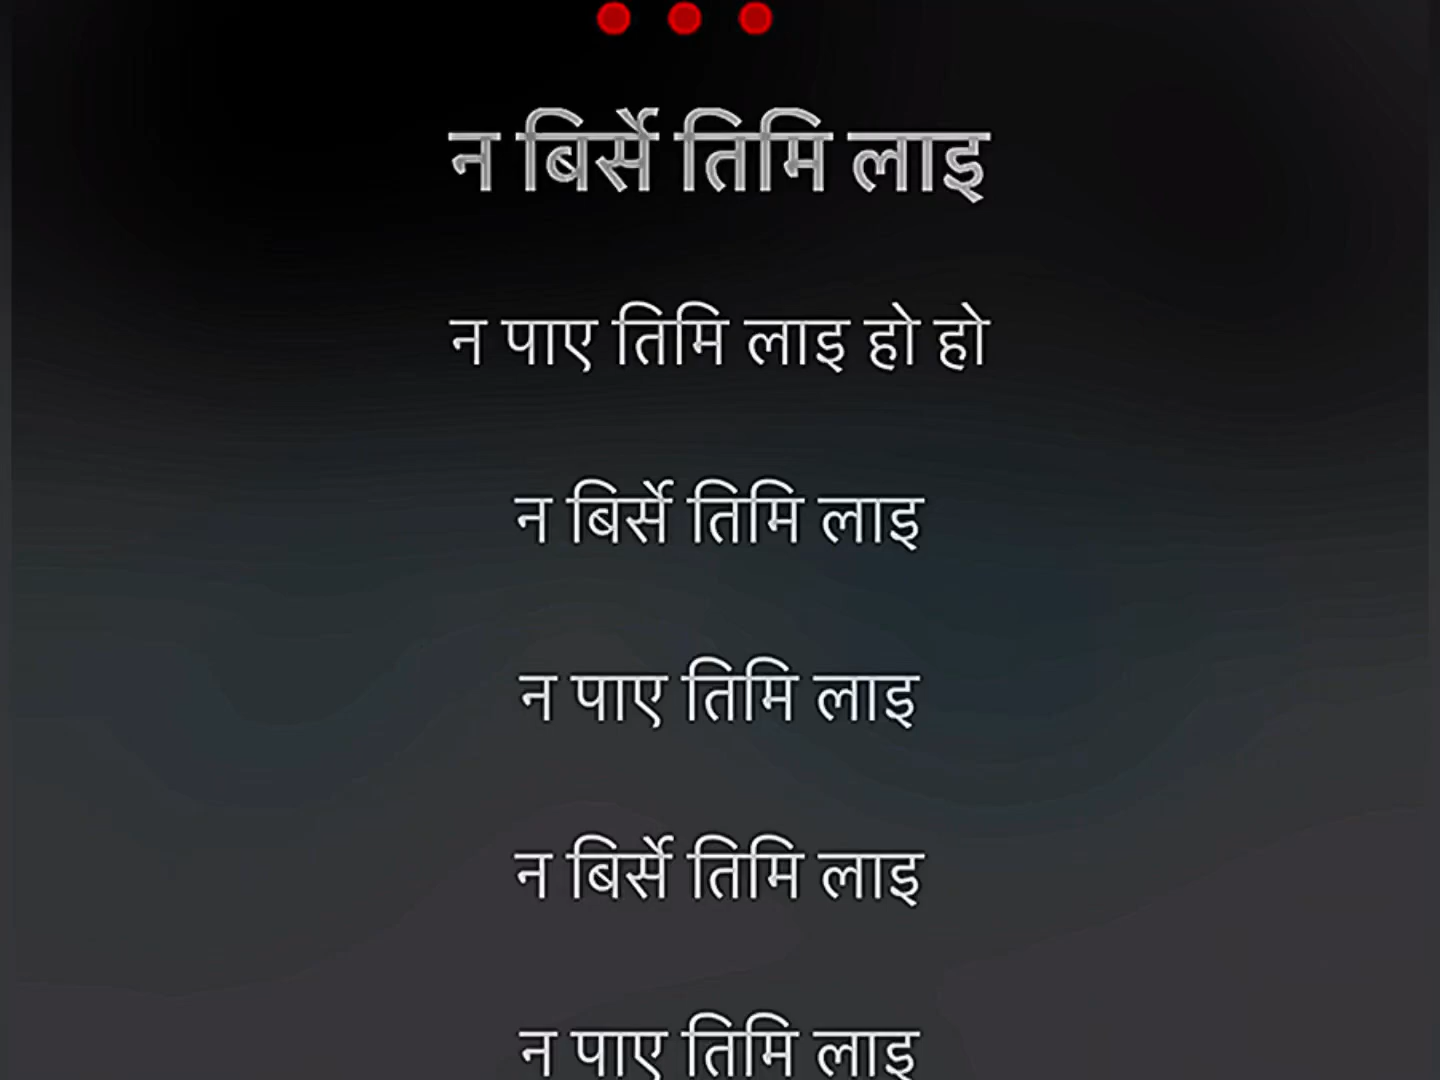 न बिर्से तिमि लाइ
न पाए तिमि लाइ हो हो
न बिर्से तिमि लाइ
न पाए तिमि लाइ
न बिर्से तिमि लाइ
न पाए तिमि लाइ